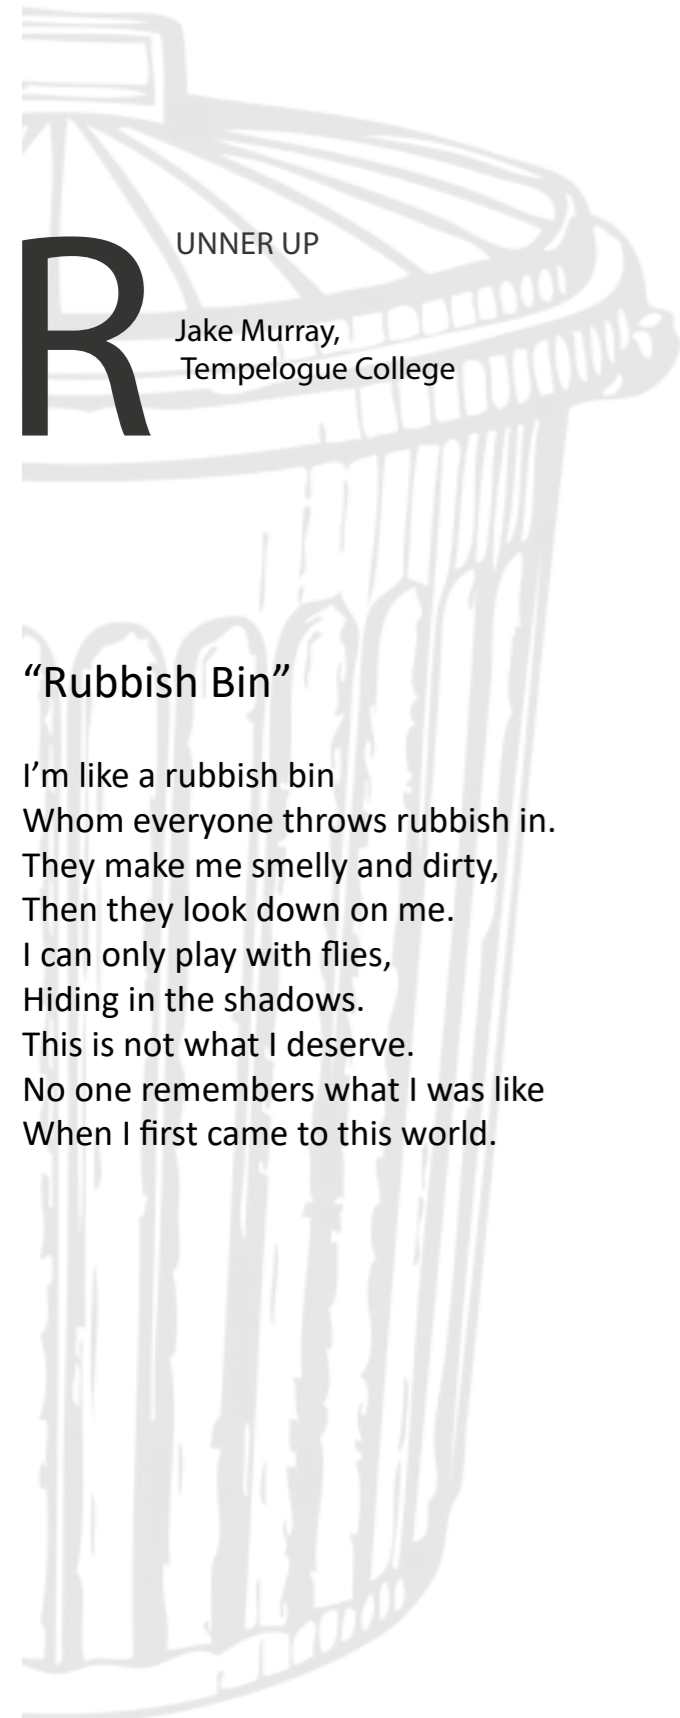 RUNNER UP
Jake Murray,
Tempelogue College
“Rubbish Bin”
I’m like a rubbish bin
Whom everyone throws rubbish in.
They make me smelly and dirty,
Then they look down on me.
I can only play with flies,
Hiding in the shadows.
This is not what I deserve.
No one remembers what I was like
When I first came to this world.